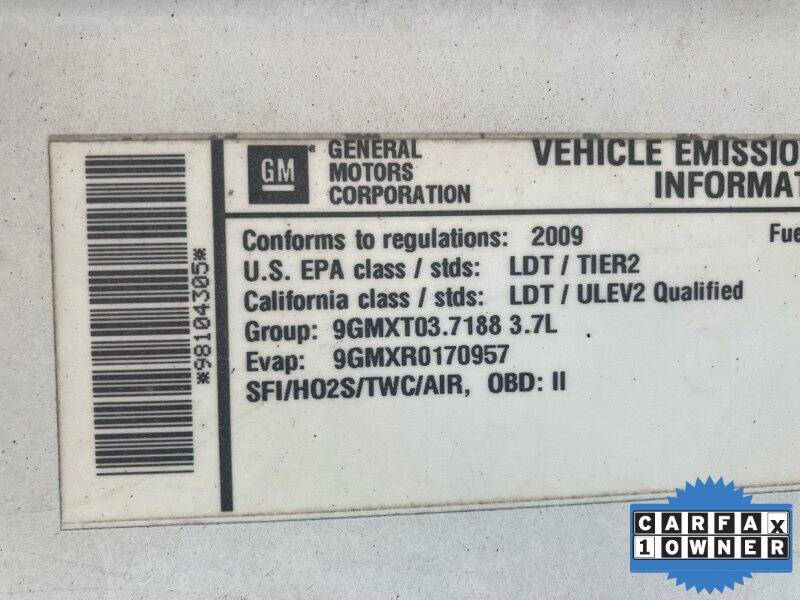 *98104305*
GM
GENERAL
MOTORS
CORPORATION
VEHICLE EMISSIO
INFORMAT
Conforms to regulations: 2009
Fue
U.S. EPA class / stds: LDT / TIER2
California class / stds: LDT / ULEV2 Qualified
Group: 9GMXT03.7188 3.7L
Evap: 9GMXR0170957
SFI/HO2S/TWC/AIR, OBD: II
CARFAX
1 OWNER